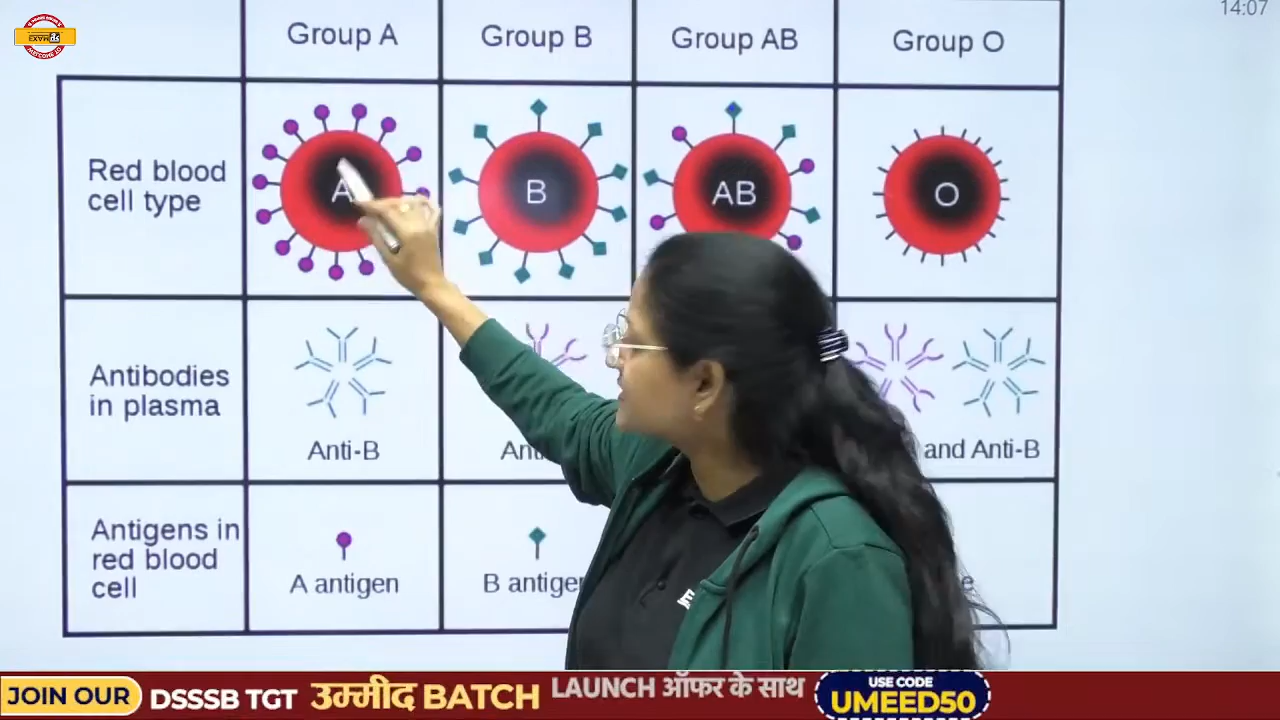 14:07
Group A
Group B
Group AB
Group O
Red blood
cell type
A
B
AB
O
Antibodies
in plasma
Anti-B
and Anti-B
Antigens in
red blood
cell
A antigen
B
JOIN OUR
DSSSB TGT
उम्मीद BATCH
LAUNCH ऑफर के साथ
USE CODE
UMEED50